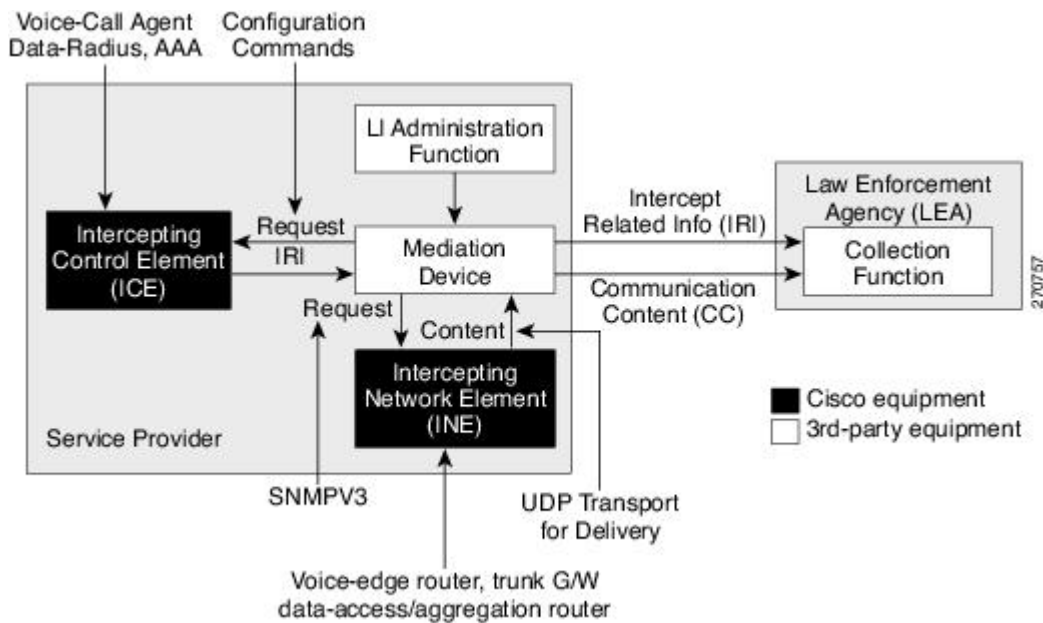 Voice-Call Agent
Data-Radius, AAA
Configuration
Commands
LI Administration
Function
Intercepting
Control Element
(ICE)
Request
IRI
Mediation
Device
Intercept
Related Info (IRI)
Communication
Content (CC)
Law Enforcement
Agency (LEA)
Collection
Function
270757
Request
Content
Intercepting
Network Element
(INE)
Service Provider
Cisco equipment
3rd-party equipment
SNMPV3
UDP Transport
for Delivery
Voice-edge router, trunk G/W
data-access/aggregation router